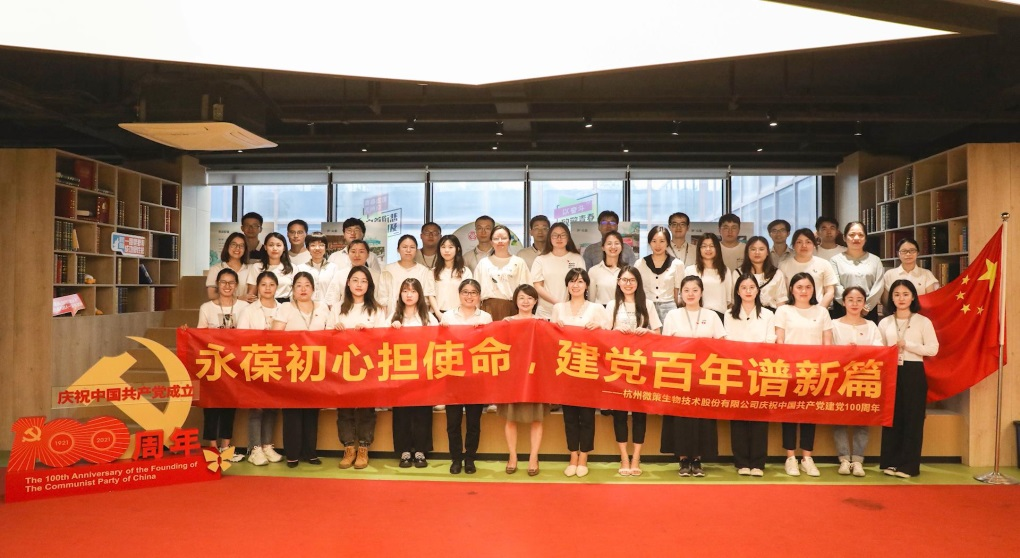 永葆初心担使命，建党百年谱新篇
——杭州微策生物技术股份有限公司庆祝中国共产党建党100周年
庆祝中国共产党成立
100周年
1921
2021
The 100th Anniversary of the Founding of
The Communist Party of China